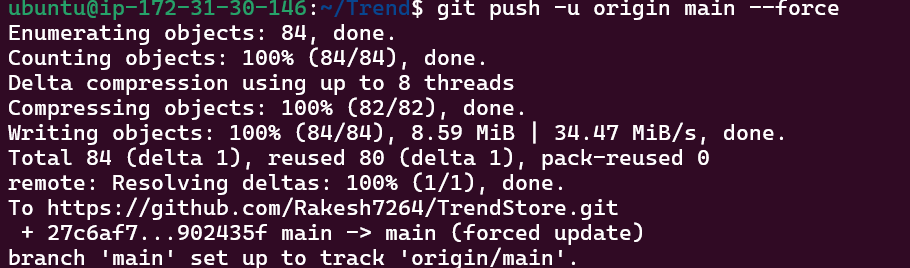 ubuntu@ip-172-31-30-146:~/Trend$ git push -u origin main --force
Enumerating objects: 84, done.
Counting objects: 100% (84/84), done.
Delta compression using up to 8 threads
Compressing objects: 100% (82/82), done.
Writing objects: 100% (84/84), 8.59 MiB | 34.47 MiB/s, done.
Total 84 (delta 1), reused 80 (delta 1), pack-reused 0
remote: Resolving deltas: 100% (1/1), done.
To https://github.com/Rakesh7264/TrendStore.git
 + 27c6af7...902435f main -> main (forced update)
branch 'main' set up to track 'origin/main'.